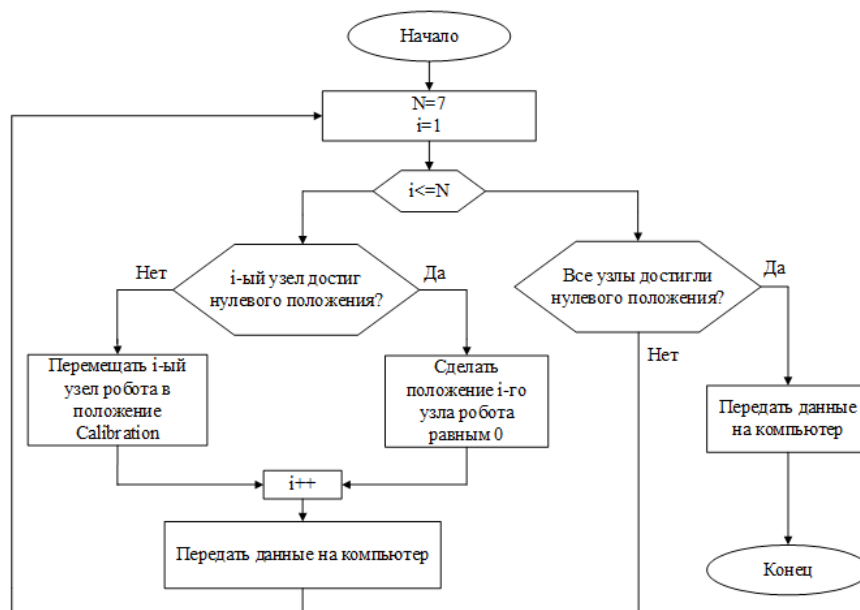 Начало
N=7
i=1
i<=N
Нет
i-ый узел достиг
нулевого положения?
Да
Все узлы достигли
нулевого положения?
Да
Перемещать i-ый
узел робота в
положение
Calibration
Сделать
положение i-го
узла робота
равным 0
Нет
Передать данные
на компьютер
i++
Передать данные на компьютер
Конец